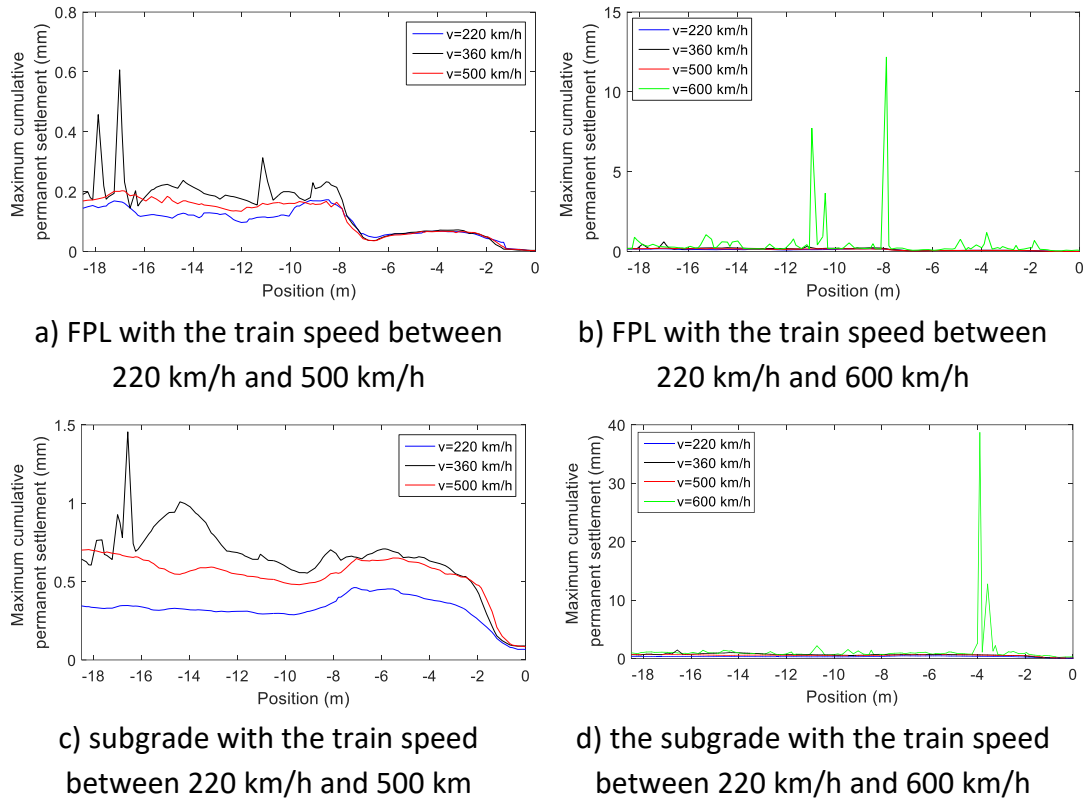 0.8
0.6
0.4
0.2
0
Maximum cumulative
permanent settlement (mm)
v=220 km/h
v=360 km/h
v=500 km/h
-18 -16 -14 -12 -10 -8 -6 -4 -2 0
Position (m)
a) FPL with the train speed between
220 km/h and 500 km/h
15
10
5
0
Maximum cumulative
permanent settlement (mm)
v=220 km/h
v=360 km/h
v=500 km/h
v=600 km/h
-18 -16 -14 -12 -10 -8 -6 -4 -2 0
Position (m)
b) FPL with the train speed between
220 km/h and 600 km/h
1.5
1
0.5
0
Maximum cumulative
permanent settlement (mm)
v=220 km/h
v=360 km/h
v=500 km/h
-18 -16 -14 -12 -10 -8 -6 -4 -2 0
Position (m)
c) subgrade with the train speed
between 220 km/h and 500 km
40
30
20
10
0
Maximum cumulative
permanent settlement (mm)
v=220 km/h
v=360 km/h
v=500 km/h
v=600 km/h
-18 -16 -14 -12 -10 -8 -6 -4 -2 0
Position (m)
d) the subgrade with the train speed
between 220 km/h and 600 km/h